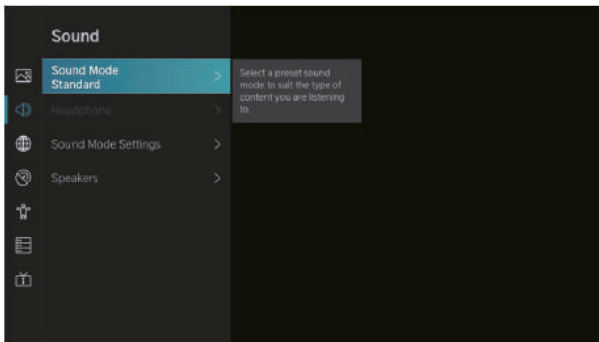 Sound
Sound Mode
Standard
Headphone
Sound Mode Settings
Speakers
Select a preset sound
mode to suit the type of
content you are listening
to.